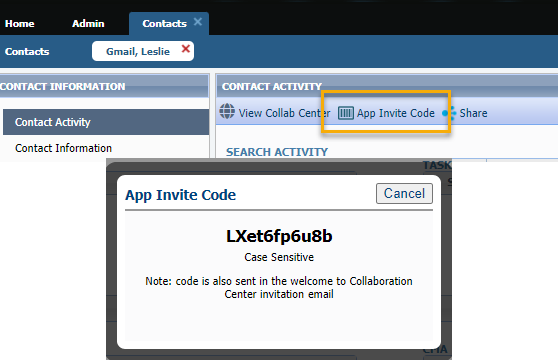 Home Admin Contacts ×
Contacts Gmail, Leslie ×
CONTACT INFORMATION
Contact Activity
Contact Information
CONTACT ACTIVITY
View Collab Center App Invite Code Share
SEARCH ACTIVITY
TASK
App Invite Code Cancel
LXet6fp6u8b
Case Sensitive
Note: code is also sent in the welcome to Collaboration
Center invitation email